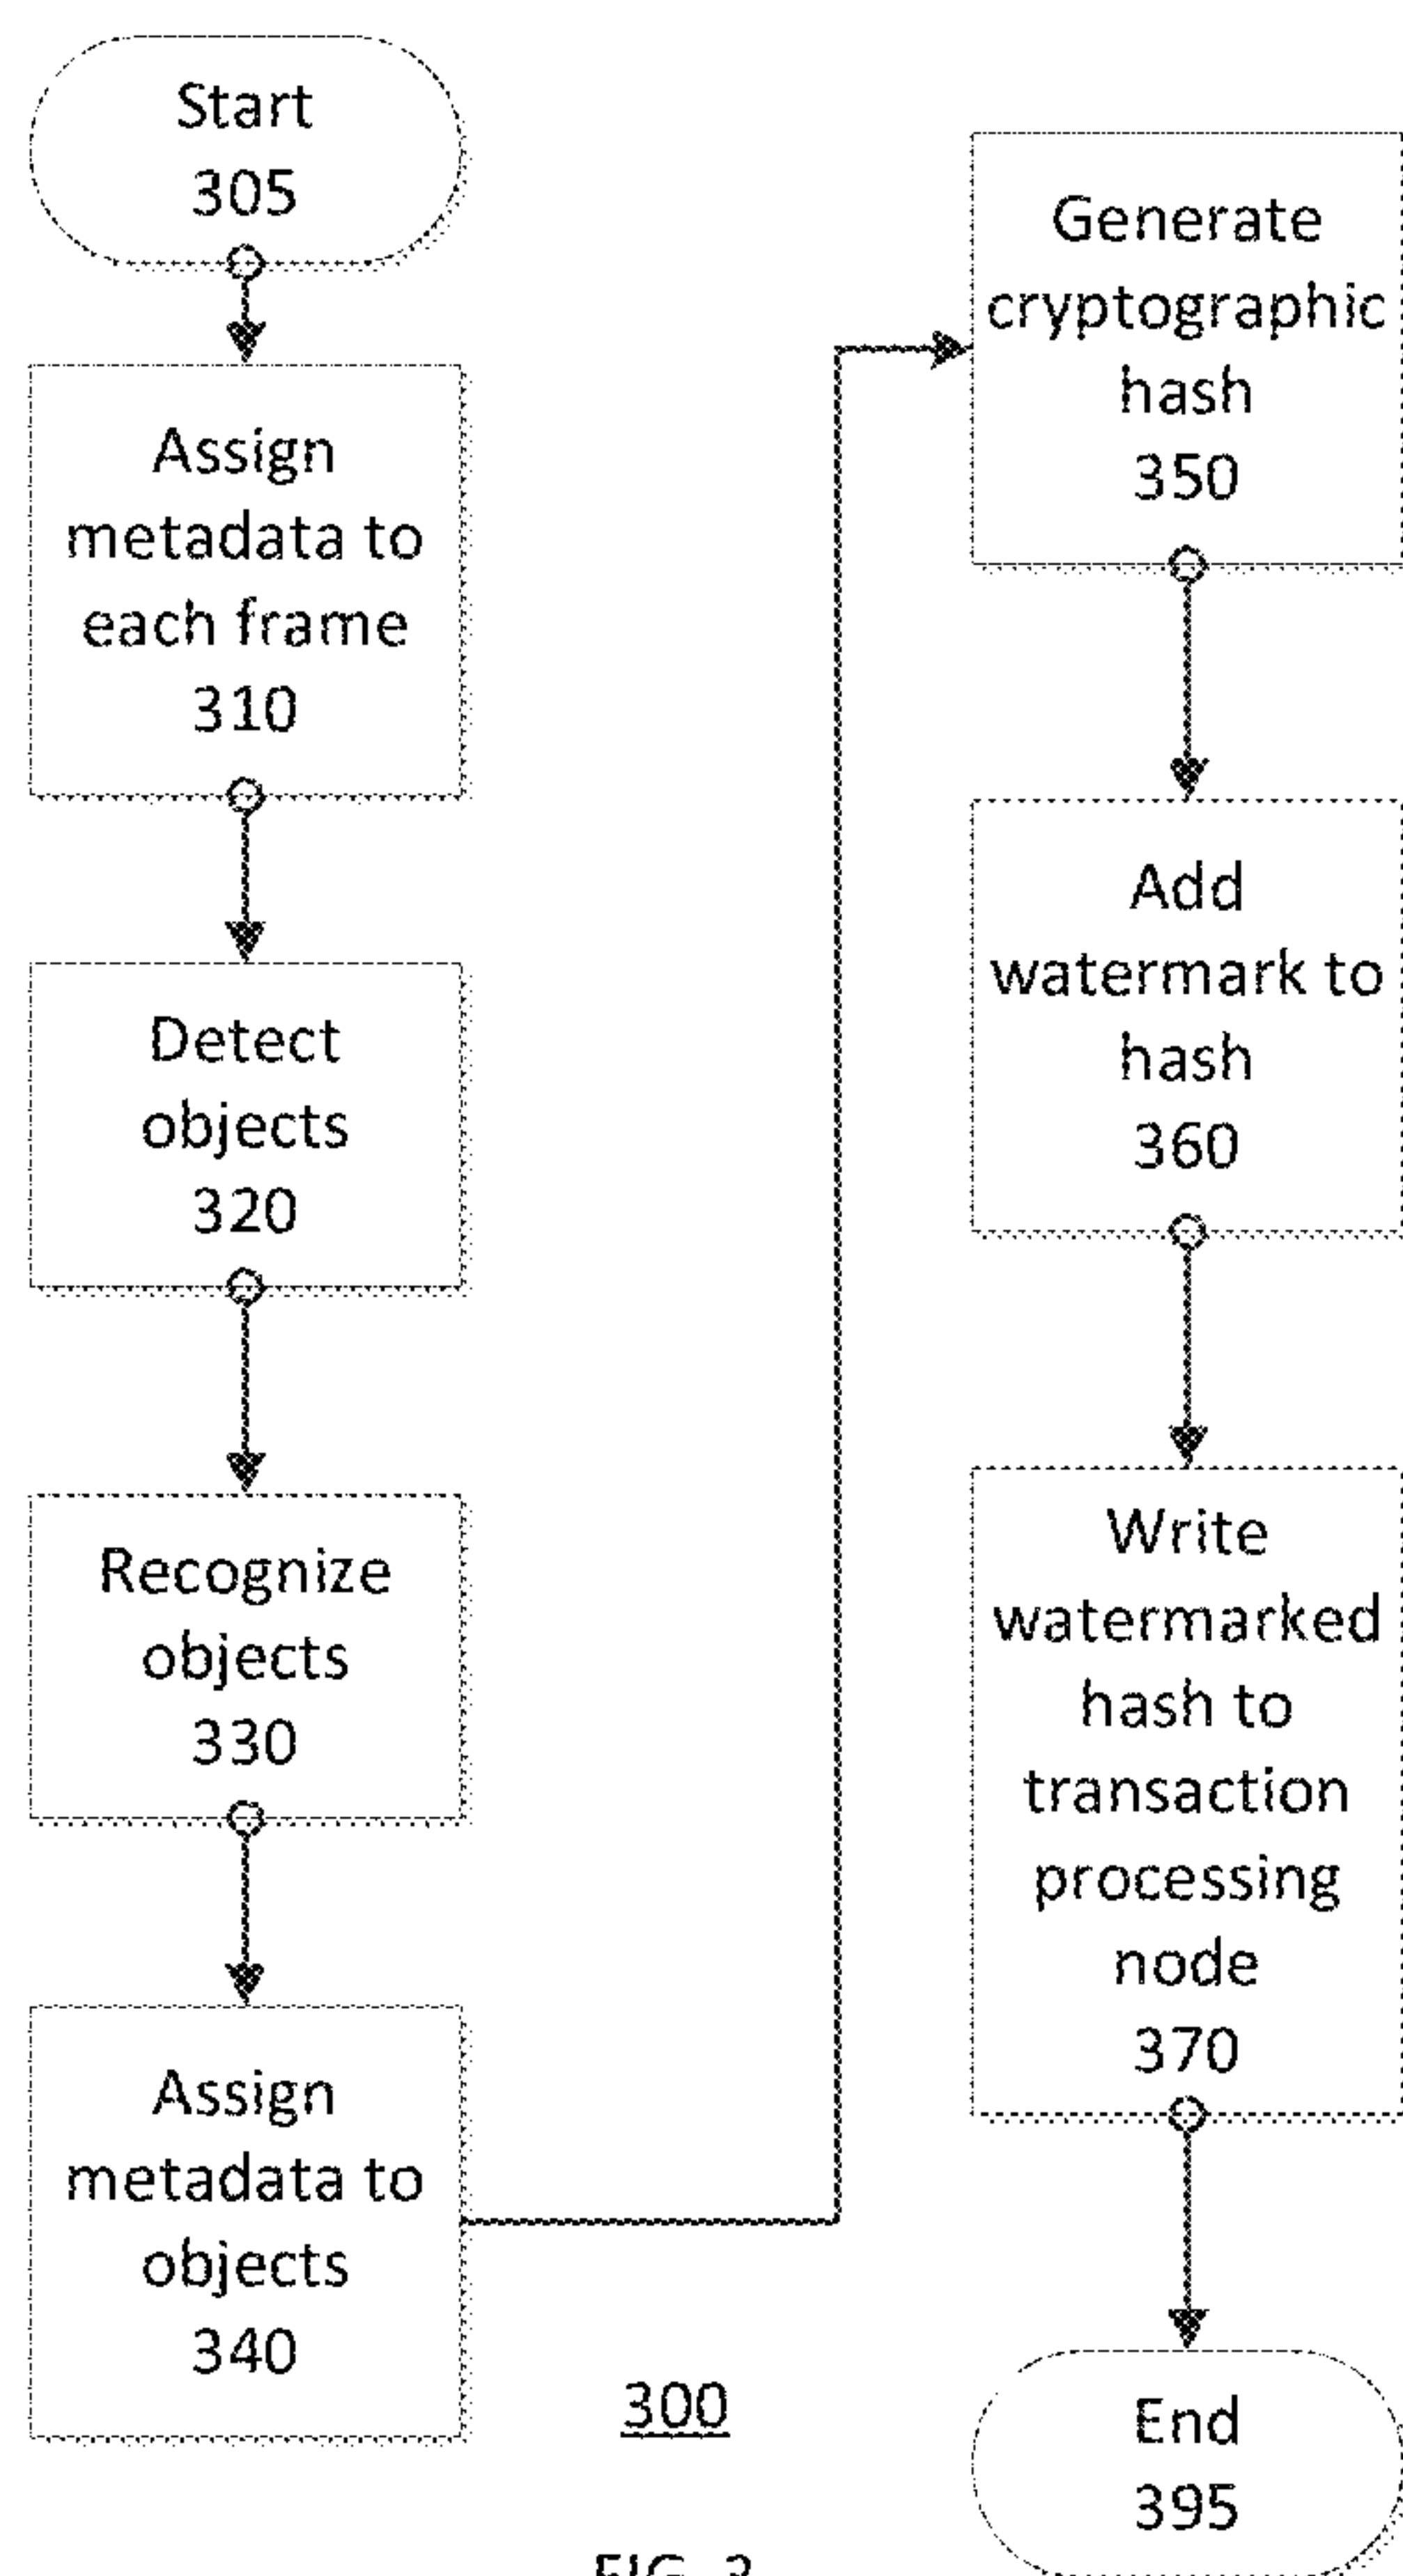 Start
305
Assign
metadata to
each frame
310
Detect
objects
320
Recognize
objects
330
Assign
metadata to
objects
340
Generate
cryptographic
hash
350
Add
watermark to
hash
360
Write
watermarked
hash to
transaction
processing
node
370
End
395
300
FIG. 3